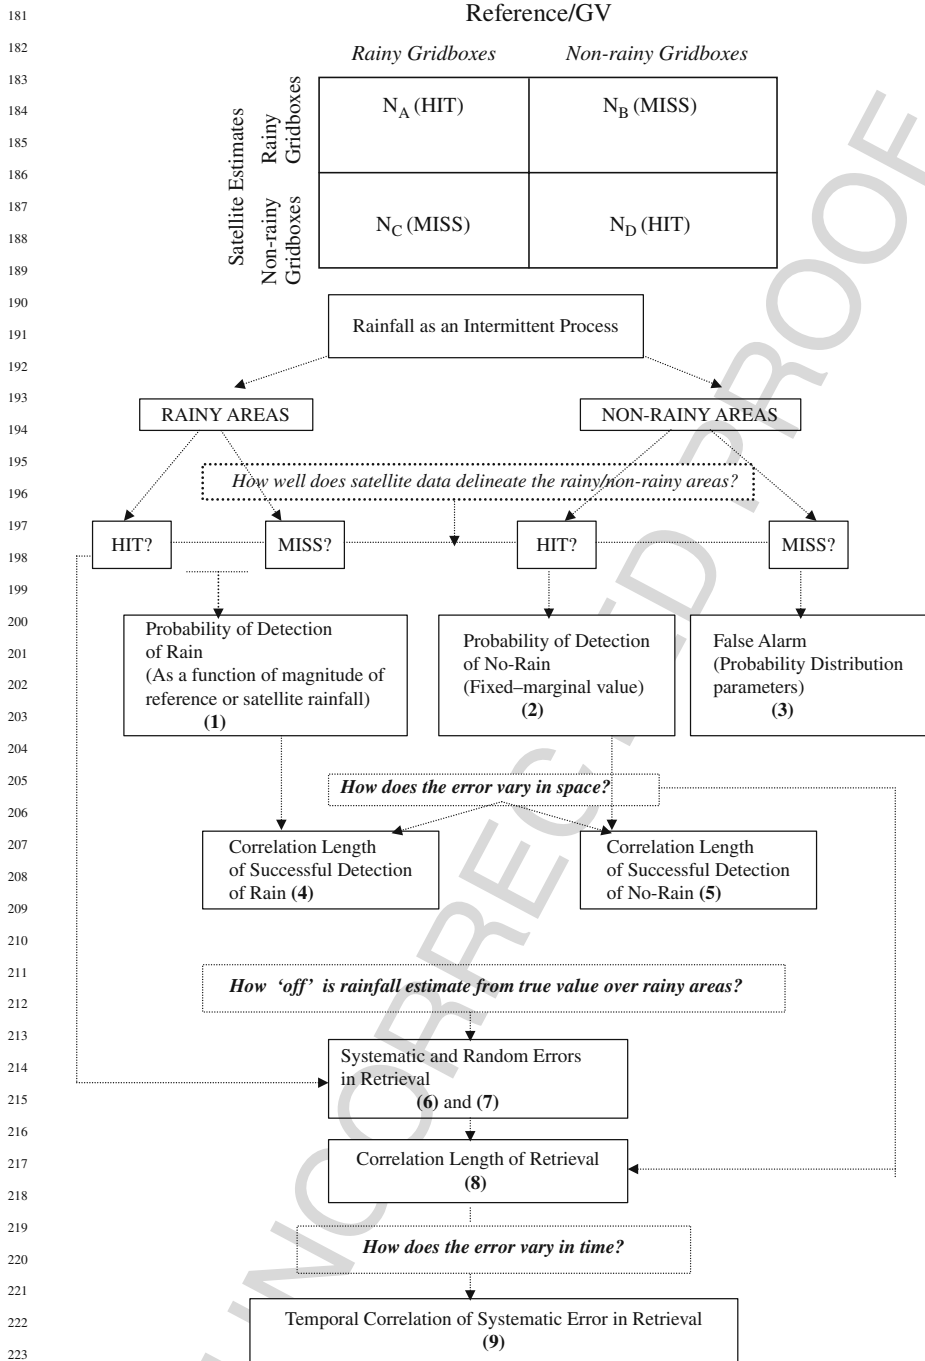 Reference/GV
Rainy Gridboxes
Non-rainy Gridboxes
Satellite Estimates
Rainy
Gridboxes
Non-rainy
Gridboxes
N_A (HIT)
N_B (MISS)
N_C (MISS)
N_D (HIT)
Rainfall as an Intermittent Process
RAINY AREAS
NON-RAINY AREAS
How well does satellite data delineate the rainy/non-rainy areas?
HIT?
MISS?
HIT?
MISS?
Probability of Detection
of Rain
(As a function of magnitude of
reference or satellite rainfall)
(1)
Probability of Detection
of No-Rain
(Fixed–marginal value)
(2)
False Alarm
(Probability Distribution
parameters)
(3)
How does the error vary in space?
Correlation Length
of Successful Detection
of Rain (4)
Correlation Length
of Successful Detection
of No-Rain (5)
How ‘off’ is rainfall estimate from true value over rainy areas?
Systematic and Random Errors
in Retrieval
(6) and (7)
Correlation Length of Retrieval
(8)
How does the error vary in time?
Temporal Correlation of Systematic Error in Retrieval
(9)
181
182
183
184
185
186
187
188
189
190
191
192
193
194
195
196
197
198
199
200
201
202
203
204
205
206
207
208
209
210
211
212
213
214
215
216
217
218
219
220
221
222
223
UNCORRECTED PROOF